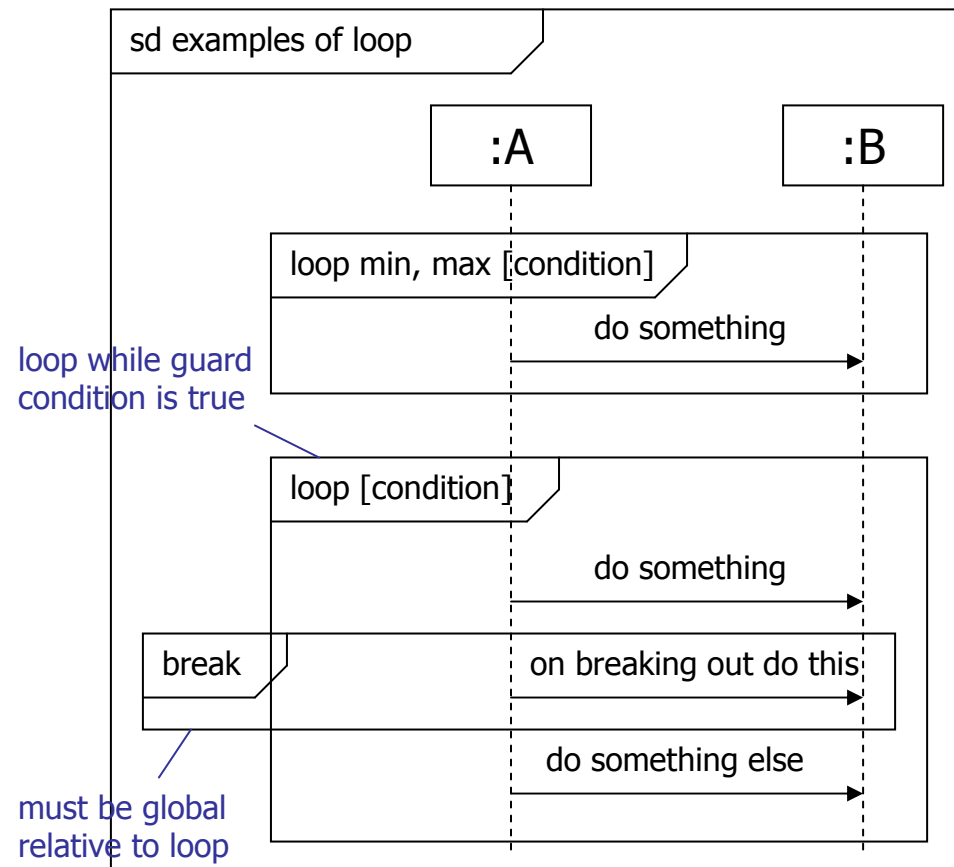 sd examples of loop
:A
:B
loop min, max [condition]
do something
loop while guard
condition is true
loop [condition]
do something
break
on breaking out do this
do something else
must be global
relative to loop